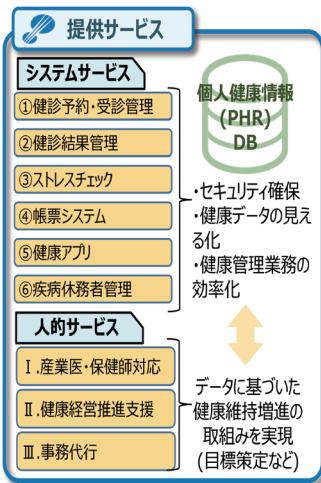 提供サービス
システムサービス
①健診予約・受診管理
②健診結果管理
③ストレスチェック
④帳票システム
⑤健康アプリ
⑥疾病休務者管理
個人健康情報
(PHR)
DB
・セキュリティ確保
・健康データの見え
る化
・健康管理業務の
効率化
人的サービス
Ⅰ.産業医・保健師対応
Ⅱ.健康経営推進支援
Ⅲ.事務代行
データに基づいた
健康維持増進の
取組みを実現
(目標策定など)